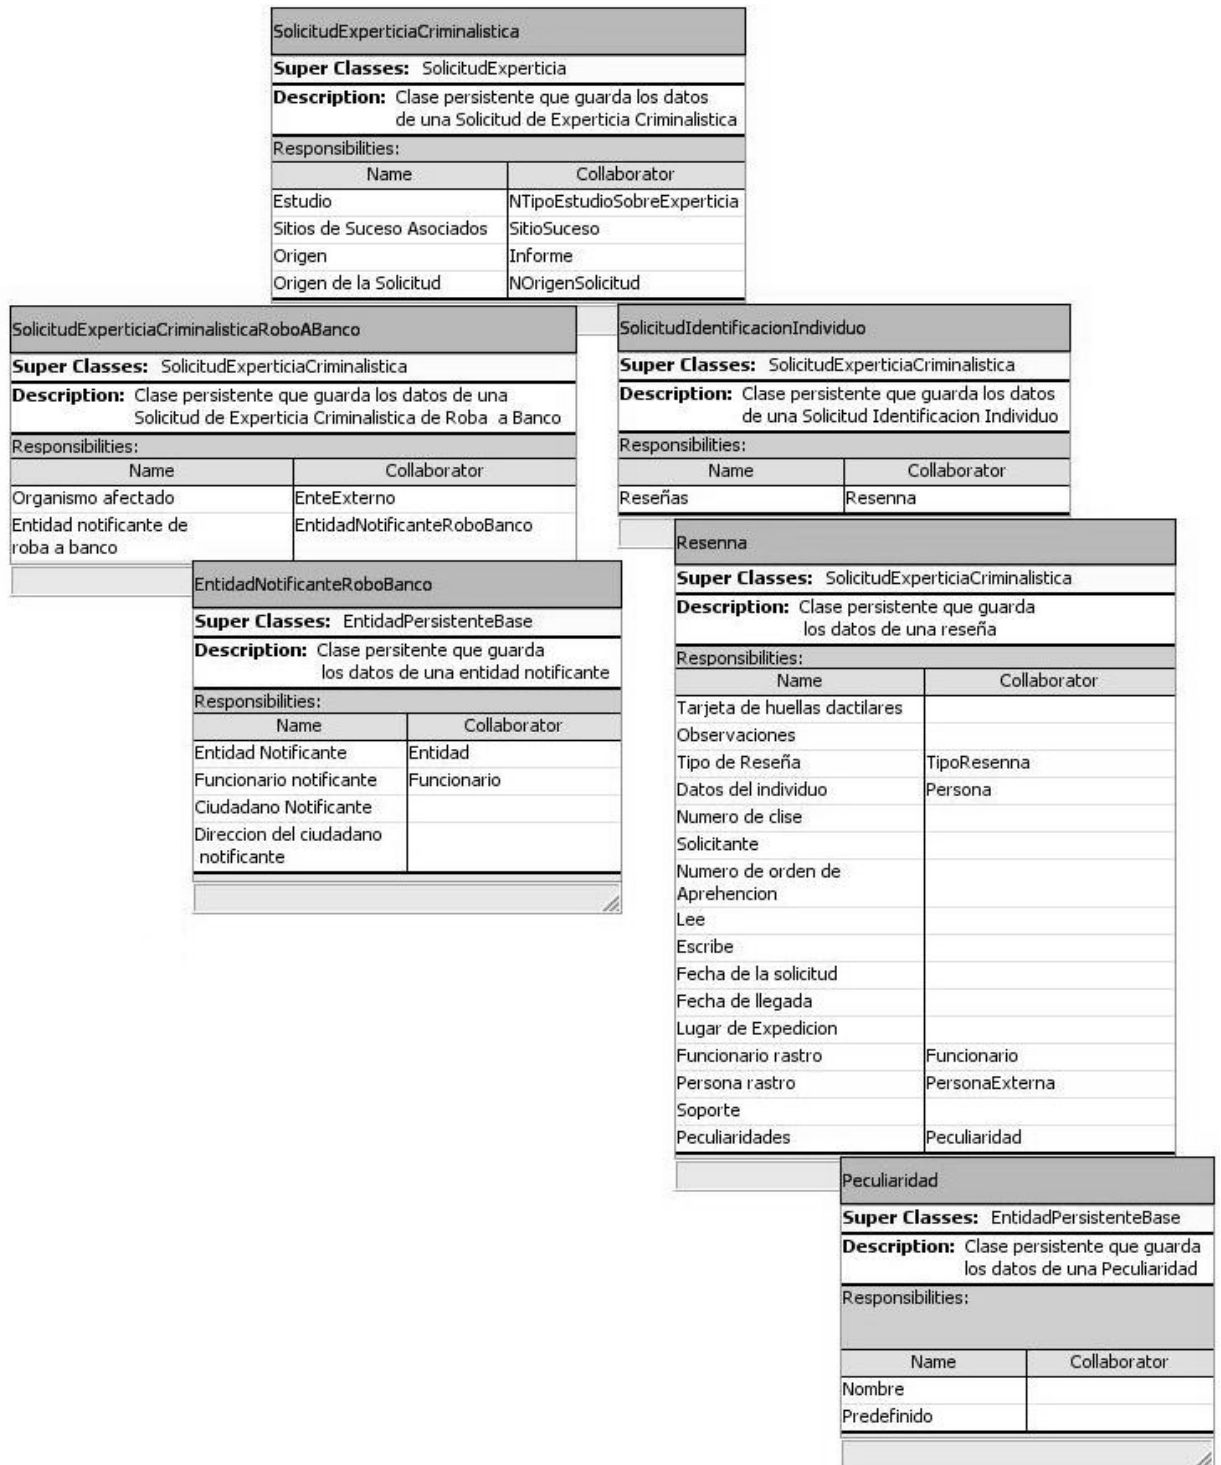 SolicitudExperticiaCriminalistica
Super Classes: SolicitudExperticia
Description: Clase persistente que guarda los datos
de una Solicitud de Experticia Criminalistica
Responsibilities:
Name Collaborator
Estudio NTipoEstudioSobreExperticia
Sitios de Suceso Asociados SitioSuceso
Origen Informe
Origen de la Solicitud NOrigenSolicitud
SolicitudExperticiaCriminalisticaRoboABanco
Super Classes: SolicitudExperticiaCriminalistica
Description: Clase persistente que guarda los datos de una
Solicitud de Experticia Criminalistica de Roba a Banco
Responsibilities:
Name Collaborator
Organismo afectado EnteExterno
Entidad notificante de EntidadNotificanteRoboBanco
roba a banco
SolicitudIdentificacionIndividuo
Super Classes: SolicitudExperticiaCriminalistica
Description: Clase persistente que guarda los datos
de una Solicitud Identificacion Individuo
Responsibilities:
Name Collaborator
Reseñas Resenna
EntidadNotificanteRoboBanco
Super Classes: EntidadPersistenteBase
Description: Clase persitente que guarda
los datos de una entidad notificante
Responsibilities:
Name Collaborator
Entidad Notificante Entidad
Funcionario notificante Funcionario
Ciudadano Notificante
Direccion del ciudadano
notificante
Resenna
Super Classes: SolicitudExperticiaCriminalistica
Description: Clase persistente que guarda
los datos de una reseña
Responsibilities:
Name Collaborator
Tarjeta de huellas dactilares
Observaciones
Tipo de Reseña TipoResenna
Datos del individuo Persona
Numero de clise
Solicitante
Numero de orden de
Aprehencion
Lee
Escribe
Fecha de la solicitud
Fecha de llegada
Lugar de Expedicion
Funcionario rastro Funcionario
Persona rastro PersonaExterna
Soporte
Peculiaridades Peculiaridad
Peculiaridad
Super Classes: EntidadPersistenteBase
Description: Clase persistente que guarda
los datos de una Peculiaridad
Responsibilities:
Name Collaborator
Nombre
Predefinido